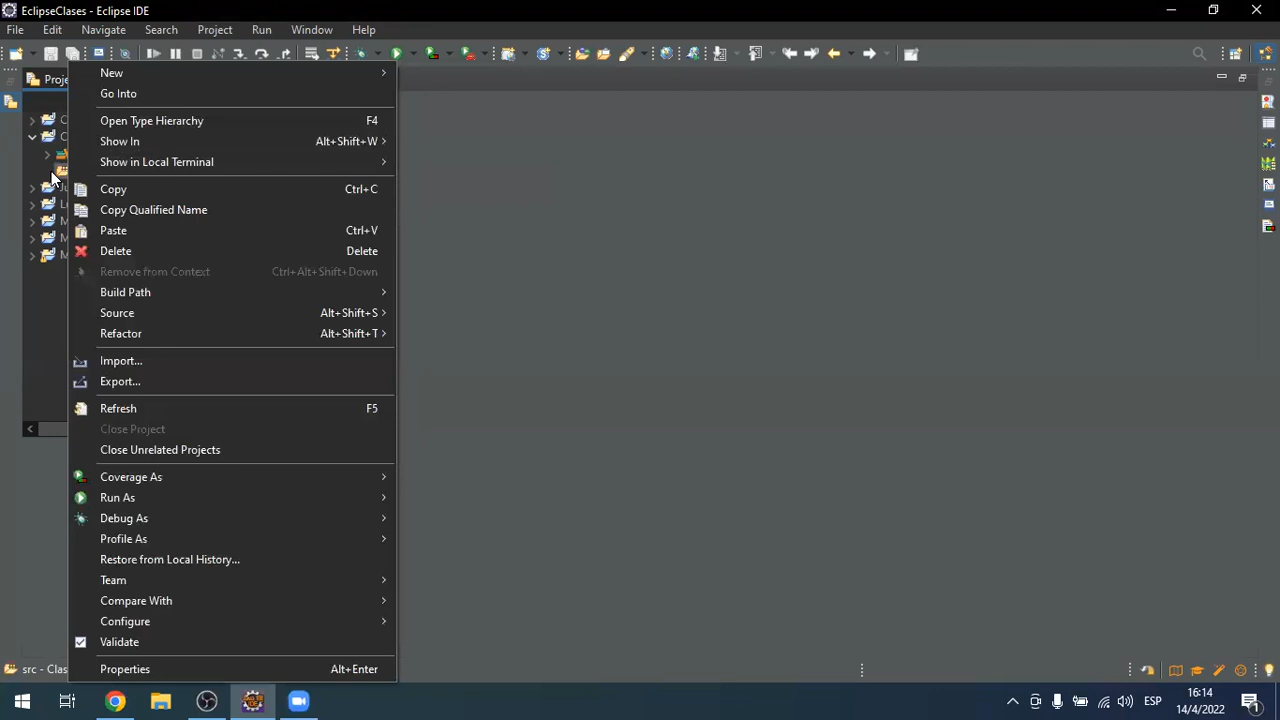 EclipseClases - Eclipse IDE
File Edit Navigate Search Project Run Window Help
New
Go Into
Open Type Hierarchy F4
Show In Alt+Shift+W
Show in Local Terminal
Copy Ctrl+C
Copy Qualified Name
Paste Ctrl+V
Delete Delete
Remove from Context Ctrl+Alt+Shift+Down
Build Path
Source Alt+Shift+S
Refactor Alt+Shift+T
Import...
Export...
Refresh F5
Close Project
Close Unrelated Projects
Coverage As
Run As
Debug As
Profile As
Restore from Local History...
Team
Compare With
Configure
Validate
Properties Alt+Enter
src - Clas
ESP
16:14
14/4/2022